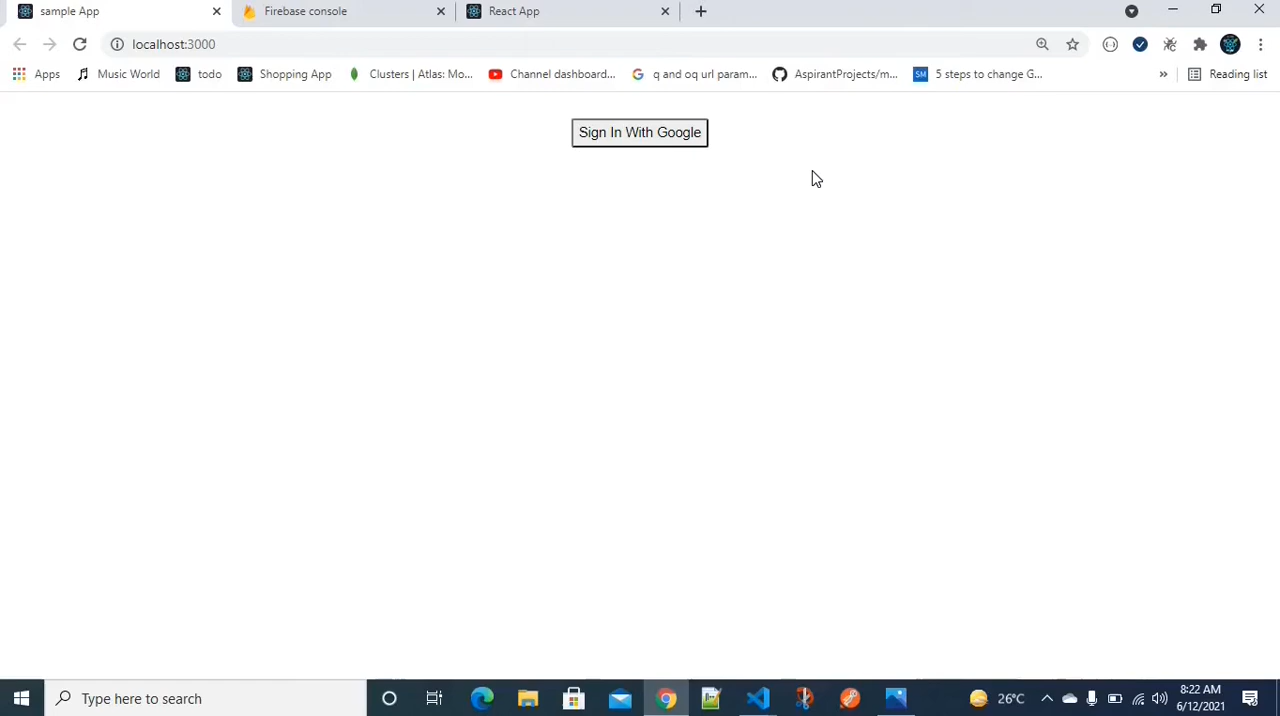 sample App
Firebase console
React App
localhost:3000
Apps
Music World
todo
Shopping App
Clusters | Atlas: Mo...
Channel dashboard...
q and oq url param...
AspirantProjects/m...
SM
5 steps to change G...
»
Reading list
Sign In With Google
Type here to search
26°C
8:22 AM
6/12/2021